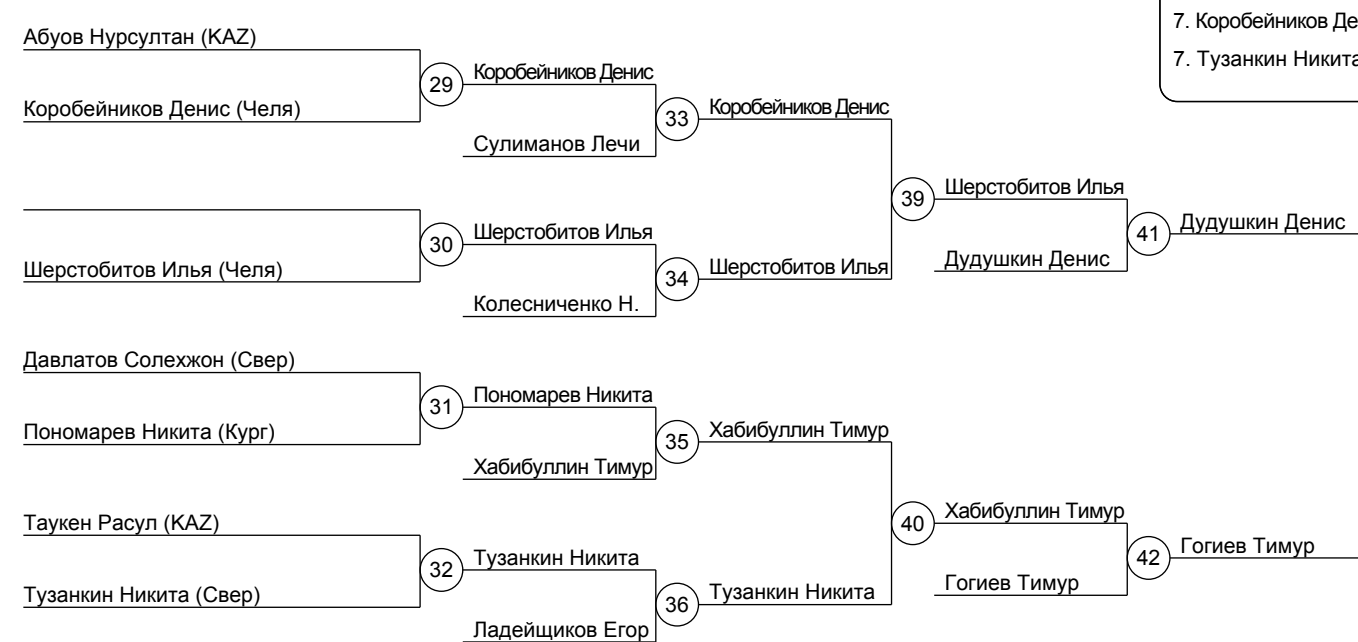 7. Коробейников Де
7. Тузанкин Никита
Абуов Нурсултан (KAZ)
29
Коробейников Денис
Коробейников Денис (Челя)
33
Коробейников Денис
Сулиманов Лечи
39
Шерстобитов Илья
30
Шерстобитов Илья
41
Дудушкин Денис
Шерстобитов Илья (Челя)
34
Шерстобитов Илья
Дудушкин Денис
Колесниченко Н.
Давлатов Солехжон (Свер)
31
Пономарев Никита
Пономарев Никита (Кург)
35
Хабибуллин Тимур
Хабибуллин Тимур
40
Хабибуллин Тимур
Таукен Расул (KAZ)
32
Тузанкин Никита
42
Гогиев Тимур
Тузанкин Никита (Свер)
36
Тузанкин Никита
Гогиев Тимур
Ладейщиков Егор